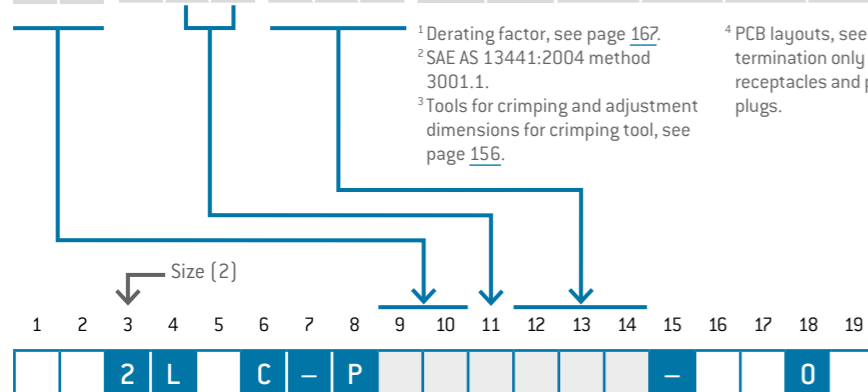 ¹ Derating factor, see page 167.
² SAE AS 13441:2004 method
3001.1.
³ Tools for crimping and adjustment
dimensions for crimping tool, see
page 156.
⁴ PCB layouts, see
termination only
receptacles and p
plugs.
Size (2)
1 2 3 4 5 6 7 8 9 10 11 12 13 14 15 16 17 18 19
2 L C – P – 0